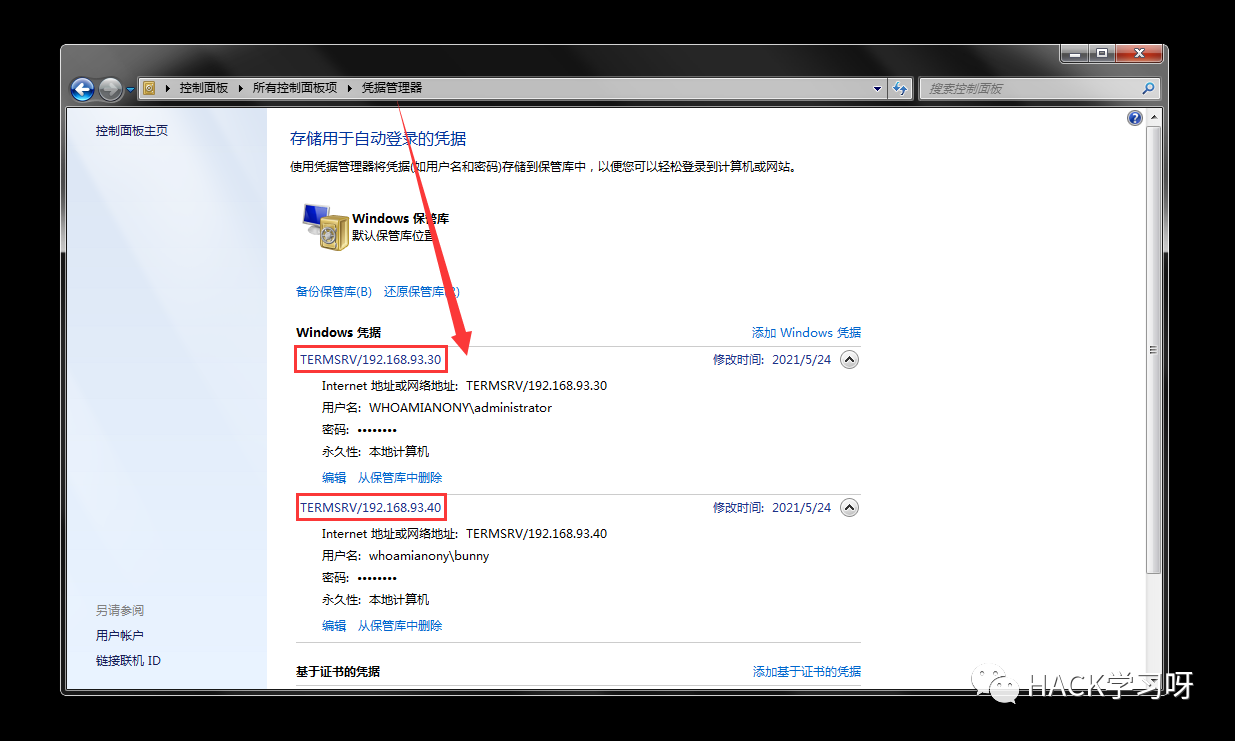 控制面板 ▸ 所有控制面板项 ▸ 凭据管理器
搜索控制面板
控制面板主页
存储用于自动登录的凭据
使用凭据管理器将凭据(如用户名和密码)存储到保管库中，以便您可以轻松登录到计算机或网站。
Windows 保管库
默认保管库位置
备份保管库(B) 还原保管库(R)
Windows 凭据 添加 Windows 凭据
TERMSRV/192.168.93.30 修改时间: 2021/5/24
Internet 地址或网络地址: TERMSRV/192.168.93.30
用户名: WHOAMIANONY\administrator
密码: ••••••••
永久性: 本地计算机
编辑 从保管库中删除
TERMSRV/192.168.93.40 修改时间: 2021/5/24
Internet 地址或网络地址: TERMSRV/192.168.93.40
用户名: whoamianony\bunny
密码: ••••••••
永久性: 本地计算机
编辑 从保管库中删除
基于证书的凭据 添加基于证书的凭据
另请参阅
用户帐户
链接联机 ID
HACK学习呀